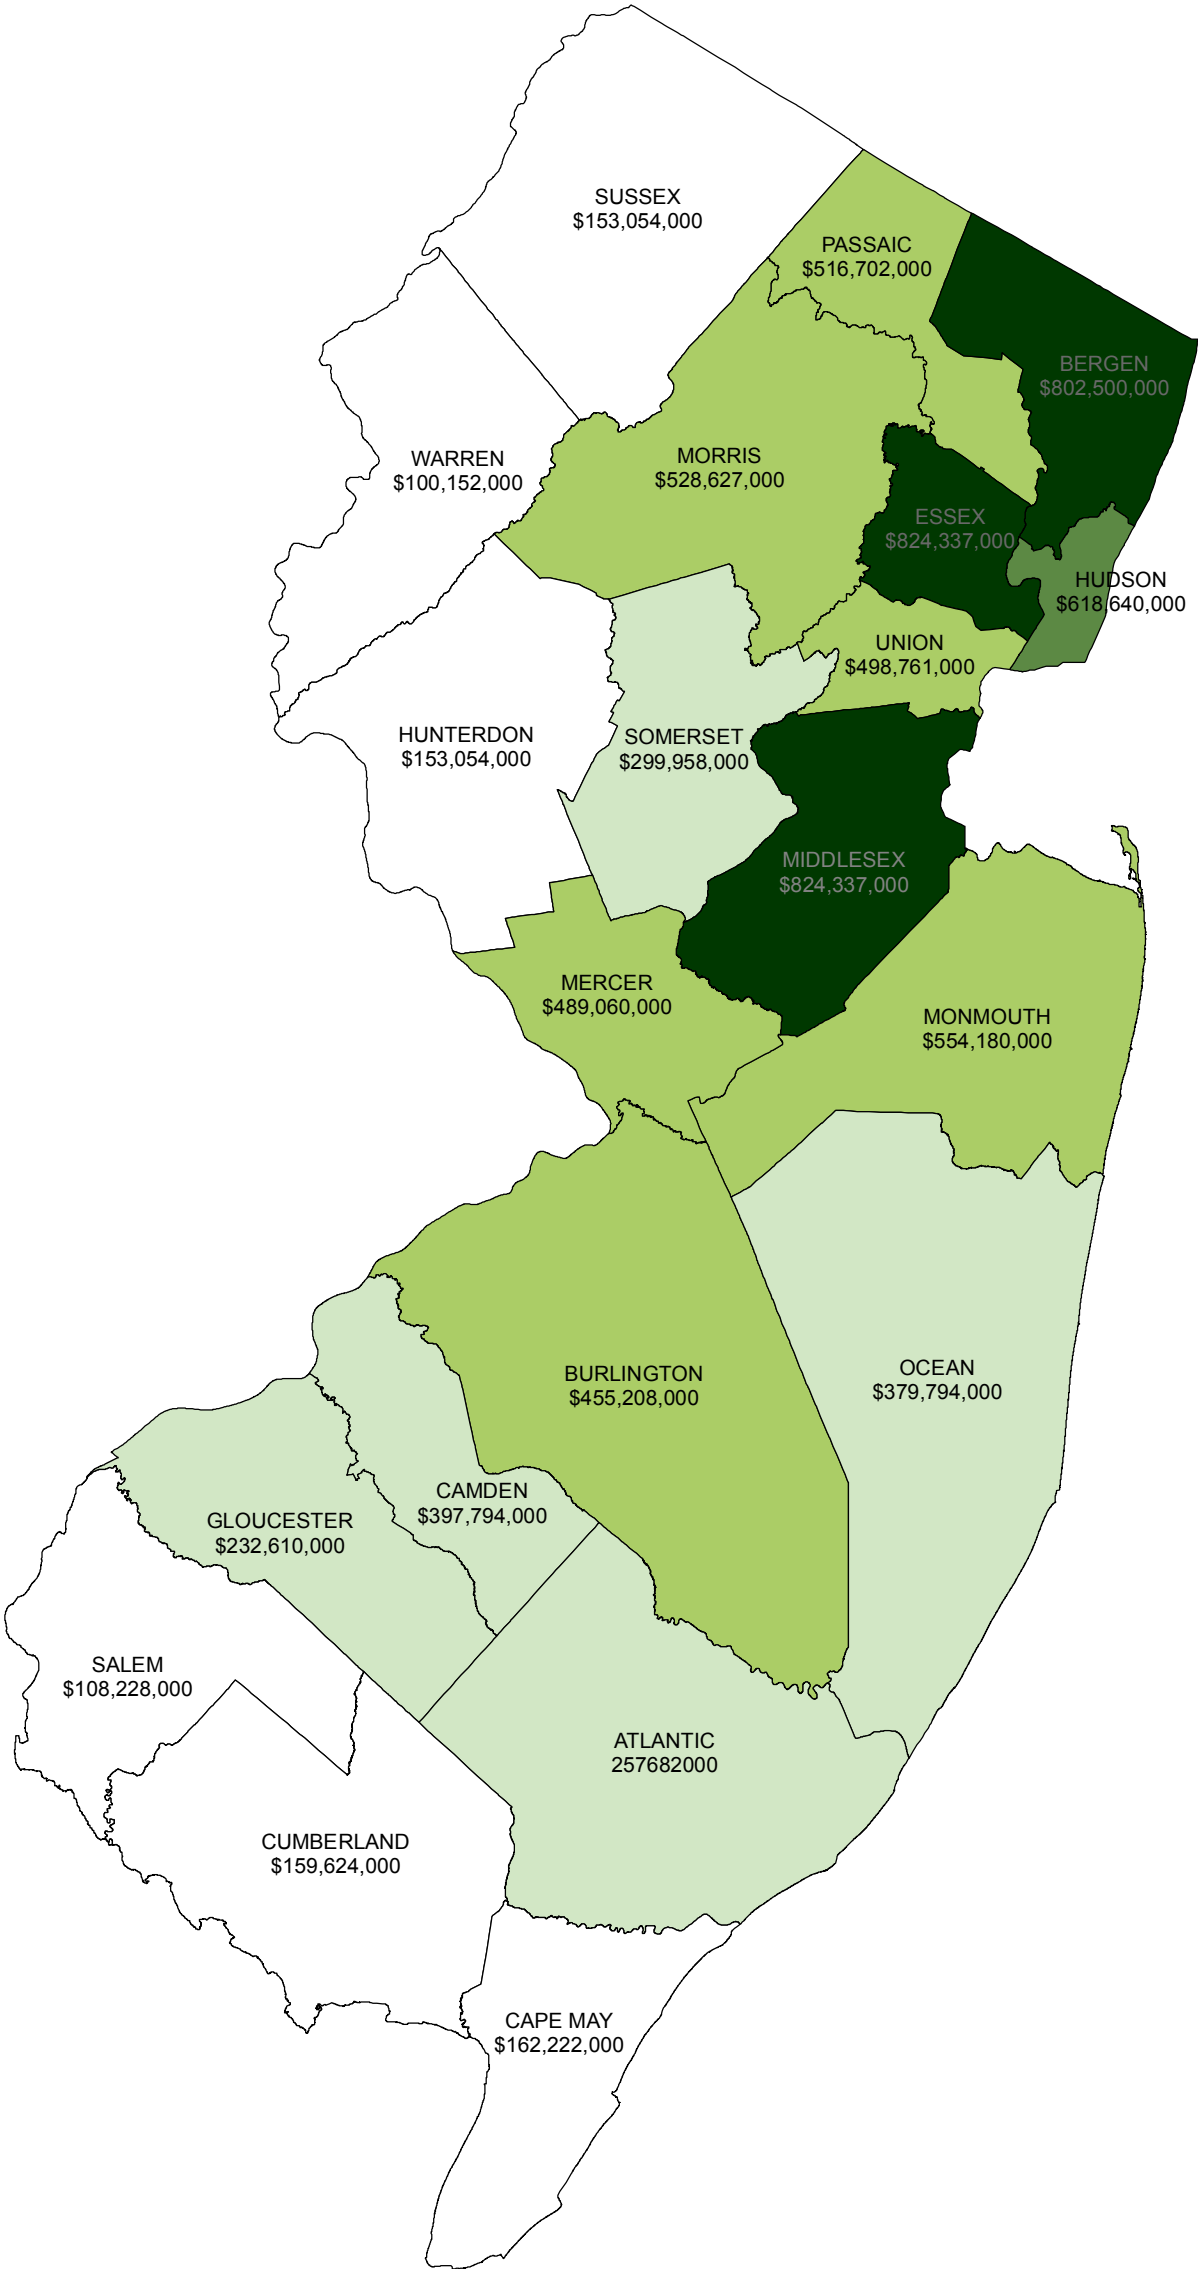 SUSSEX
$153,054,000
PASSAIC
$516,702,000
BERGEN
$802,500,000
WARREN
$100,152,000
MORRIS
$528,627,000
ESSEX
$824,337,000
HUDSON
$618,640,000
UNION
$498,761,000
HUNTERDON
$153,054,000
SOMERSET
$299,958,000
MIDDLESEX
$824,337,000
MERCER
$489,060,000
MONMOUTH
$554,180,000
OCEAN
$379,794,000
BURLINGTON
$455,208,000
CAMDEN
$397,794,000
GLOUCESTER
$232,610,000
SALEM
$108,228,000
ATLANTIC
257682000
CUMBERLAND
$159,624,000
CAPE MAY
$162,222,000